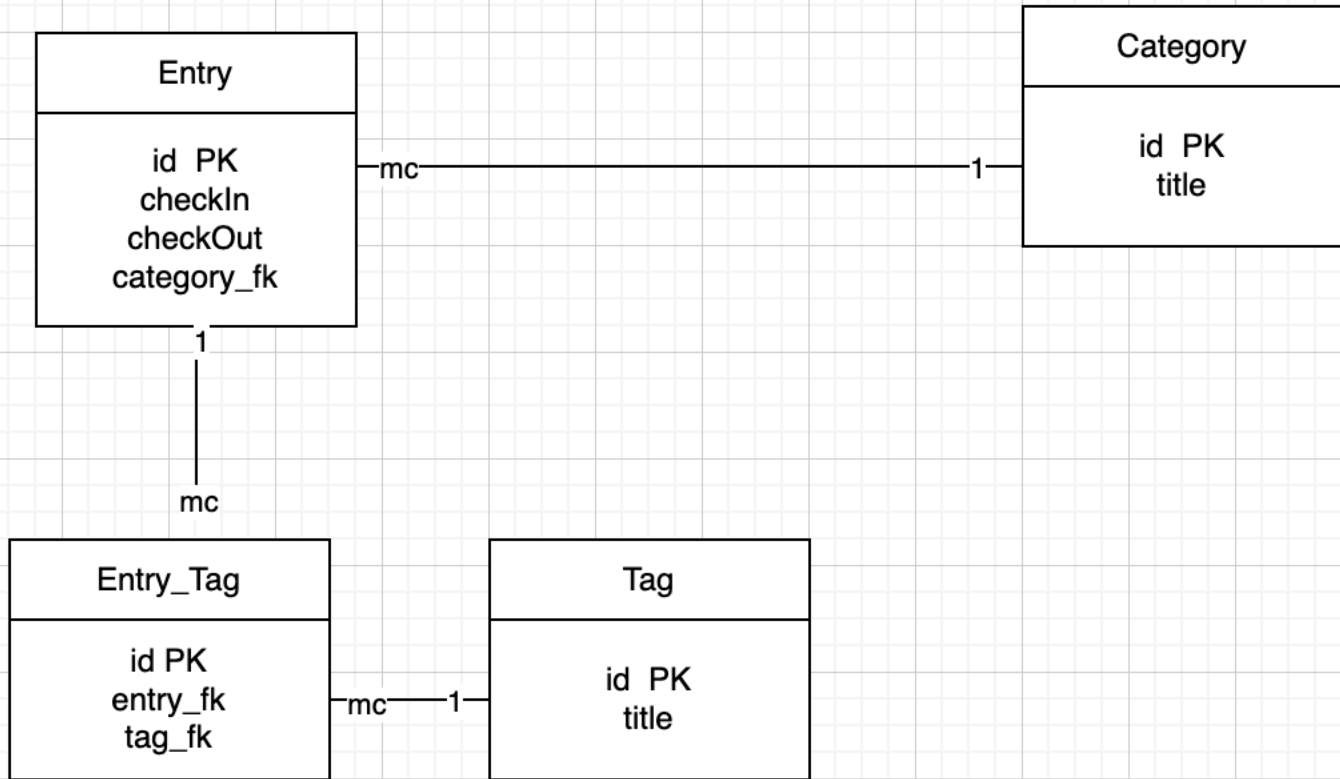 Entry
id  PK
checkIn
checkOut
category_fk
mc
1
Category
id  PK
title
1
mc
Entry_Tag
id PK
entry_fk
tag_fk
mc
1
Tag
id  PK
title